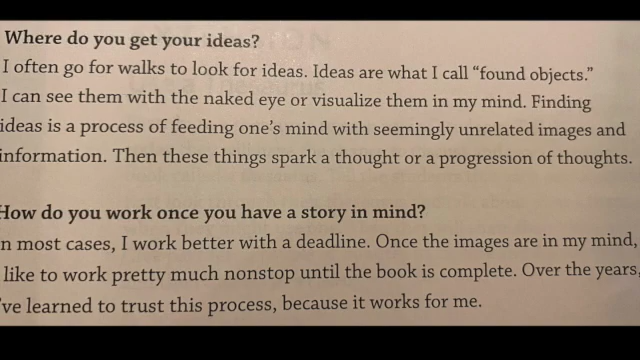 Where do you get your ideas?
I often go for walks to look for ideas. Ideas are what I call “found objects.”
I can see them with the naked eye or visualize them in my mind. Finding
ideas is a process of feeding one’s mind with seemingly unrelated images and
information. Then these things spark a thought or a progression of thoughts.
How do you work once you have a story in mind?
n most cases, I work better with a deadline. Once the images are in my mind,
like to work pretty much nonstop until the book is complete. Over the years,
’ve learned to trust this process, because it works for me.